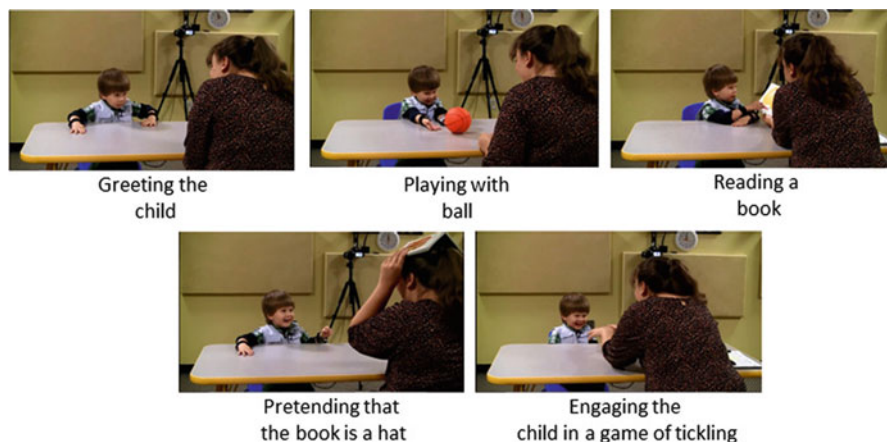 Greeting the
child
Playing with
ball
Reading a
book
Pretending that
the book is a hat
Engaging the
child in a game of tickling